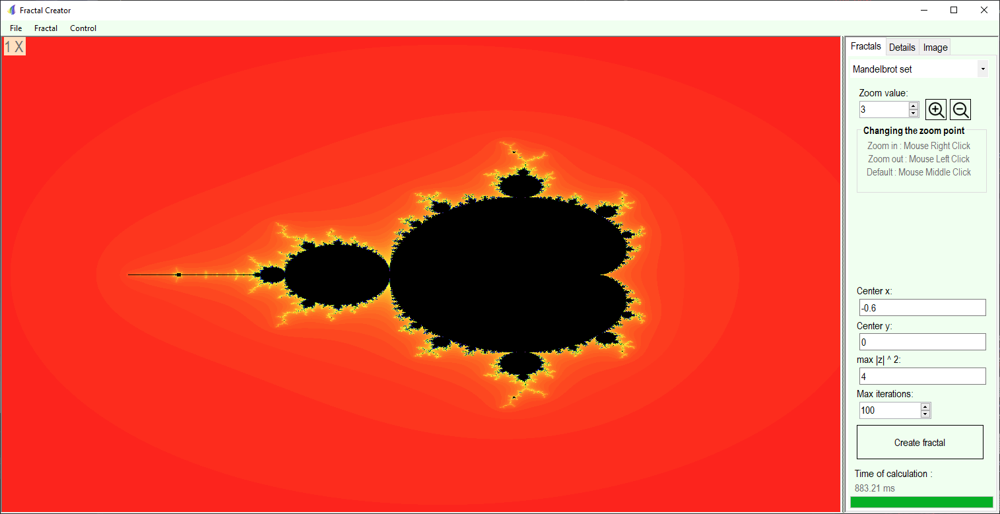 Fractal Creator
File Fractal Control
1 X
Fractals Details Image
Mandelbrot set
Zoom value:
3
Changing the zoom point
Zoom in : Mouse Right Click
Zoom out : Mouse Left Click
Default : Mouse Middle Click
Center x:
-0.6
Center y:
0
max |z| ^ 2:
4
Max iterations:
100
Create fractal
Time of calculation :
883.21 ms